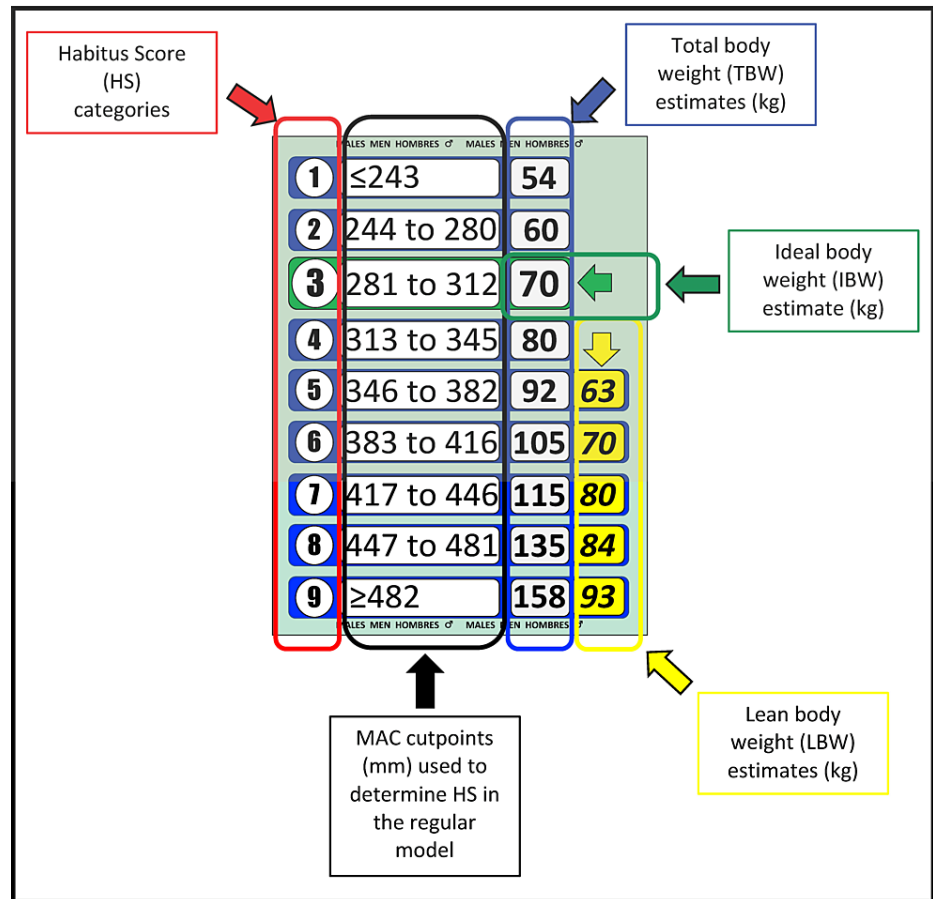 Habitus Score
(HS)
categories
Total body
weight (TBW)
estimates (kg)
MALES MEN HOMBRES ♂ MALES MEN HOMBRES ♂
1 ≤243 54
2 244 to 280 60
3 281 to 312 70
4 313 to 345 80
5 346 to 382 92 63
6 383 to 416 105 70
7 417 to 446 115 80
8 447 to 481 135 84
9 ≥482 158 93
MALES MEN HOMBRES ♂ MALES MEN HOMBRES ♂
Ideal body
weight (IBW)
estimate (kg)
MAC cutpoints
(mm) used to
determine HS in
the regular
model
Lean body
weight (LBW)
estimates (kg)